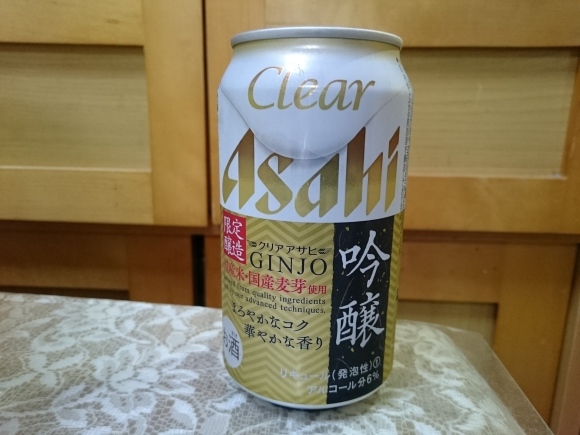 Clear
Asahi
限定
醸造
クリアアサヒ
GINJO
米・国産麦芽使用
from quality ingredients
advanced techniques.
まろやかなコク
華やかな香り
吟醸
お酒
リキュール(発泡性)①
アルコール分6%